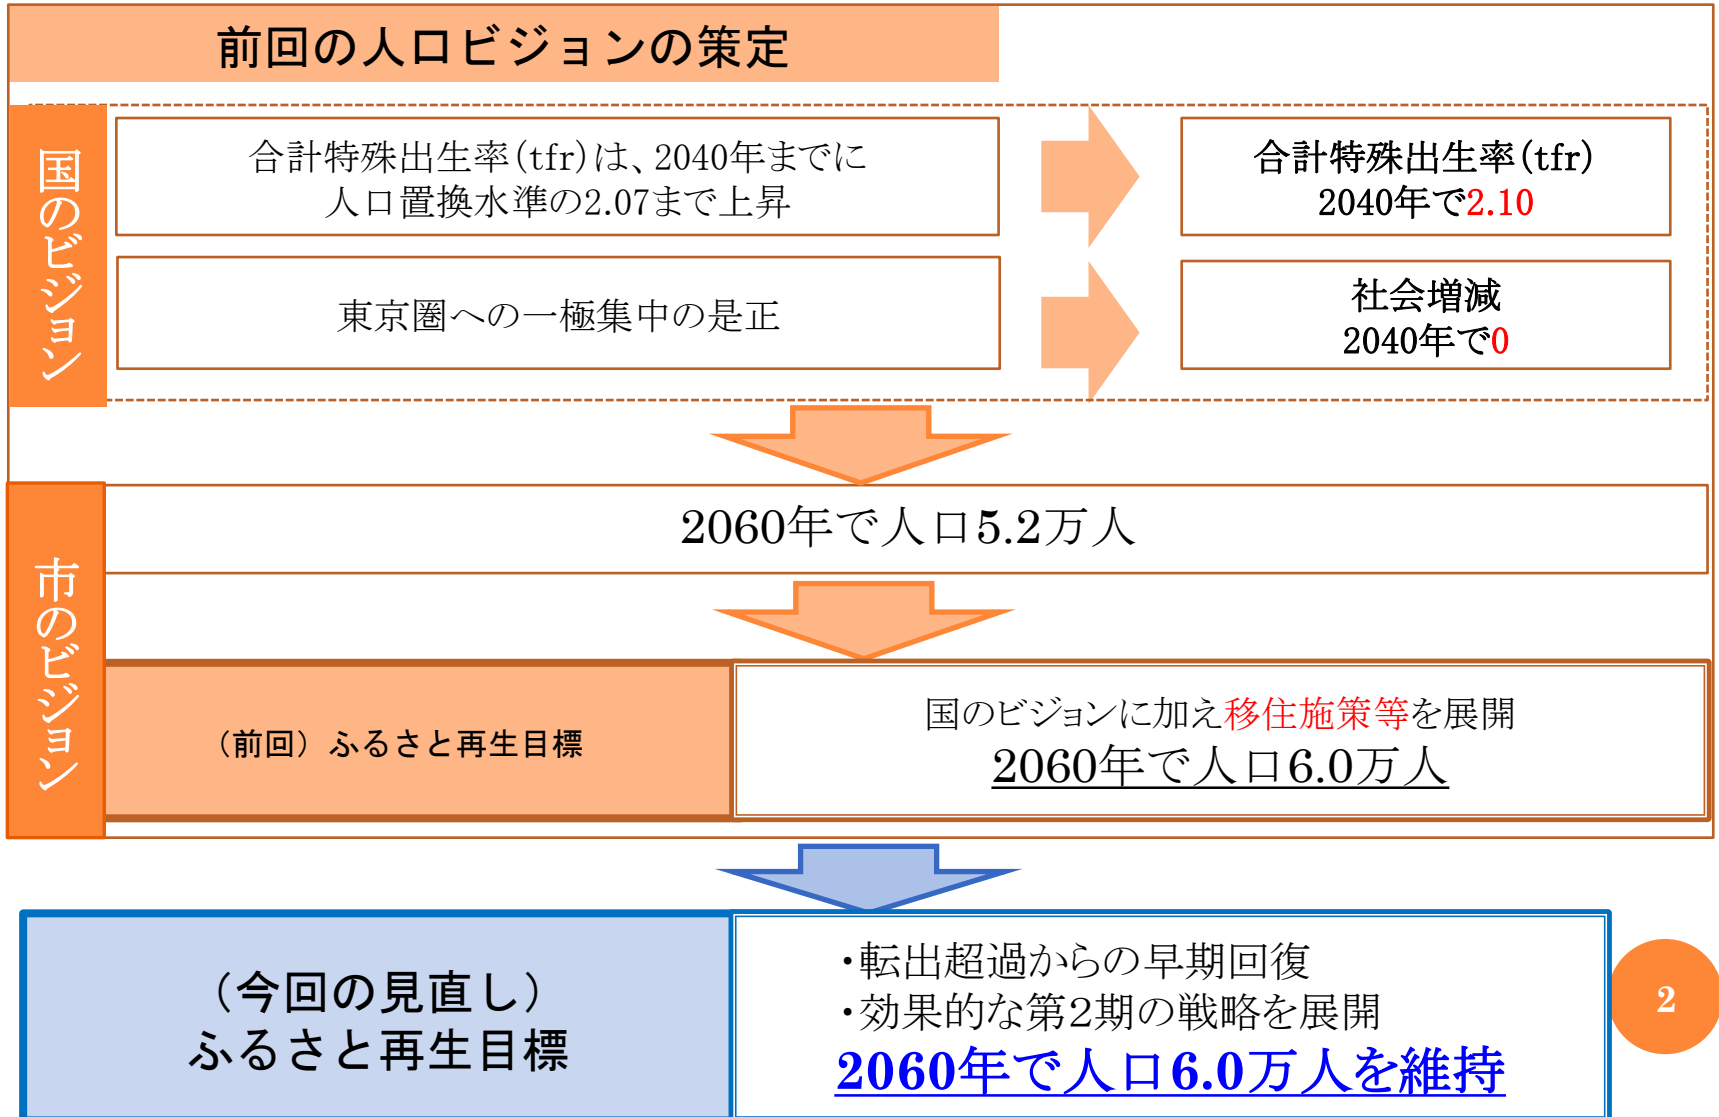 前回の人口ビジョンの策定
国のビジョン
合計特殊出生率(tfr)は、2040年までに
人口置換水準の2.07まで上昇
合計特殊出生率(tfr)
2040年で2.10
東京圏への一極集中の是正
社会増減
2040年で0
市のビジョン
2060年で人口5.2万人
（前回）ふるさと再生目標
国のビジョンに加え移住施策等を展開
2060年で人口6.0万人
（今回の見直し）
ふるさと再生目標
・転出超過からの早期回復
・効果的な第2期の戦略を展開
2060年で人口6.0万人を維持
2